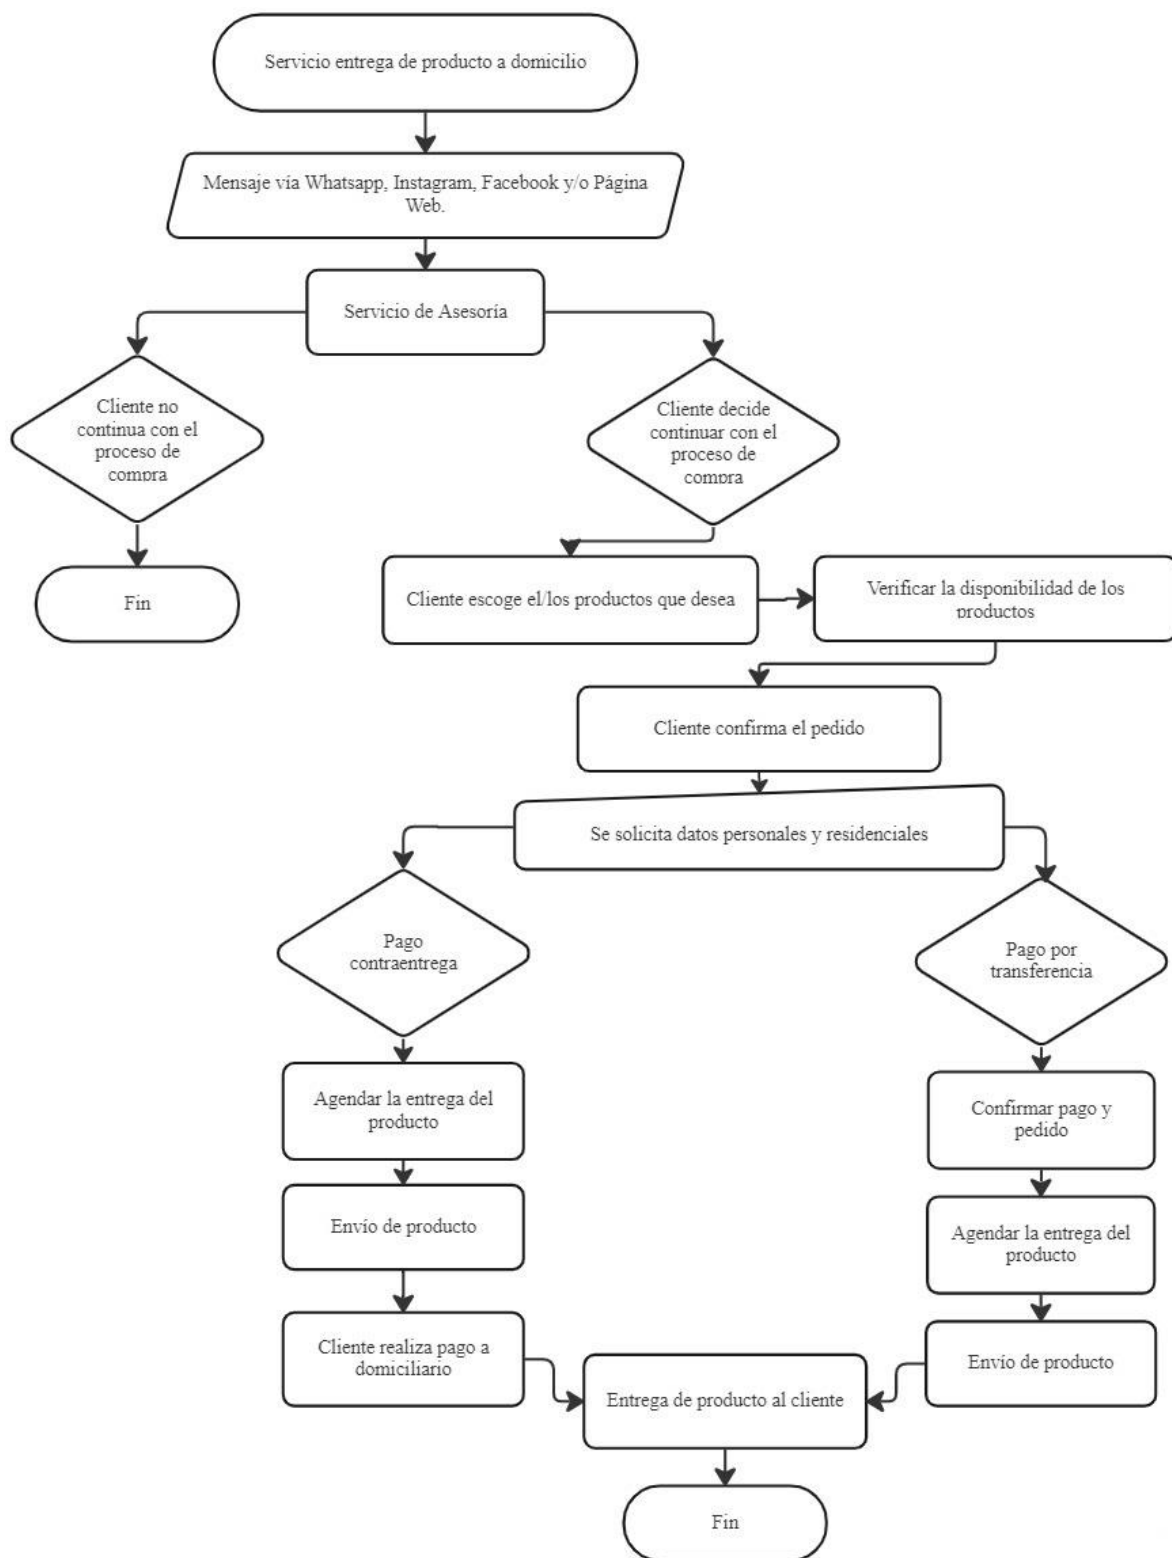 Servicio entrega de producto a domicilio
Mensaje vía Whatsapp, Instagram, Facebook y/o Página
Web.
Servicio de Asesoría
Cliente no
continua con el
proceso de
compra
Cliente decide
continuar con el
proceso de
compra
Fin
Cliente escoge el/los productos que desea
Verificar la disponibilidad de los
productos
Cliente confirma el pedido
Se solicita datos personales y residenciales
Pago
contraentrega
Pago por
transferencia
Agendar la entrega del
producto
Confirmar pago y
pedido
Envío de producto
Agendar la entrega del
producto
Cliente realiza pago a
domiciliario
Envío de producto
Entrega de producto al cliente
Fin